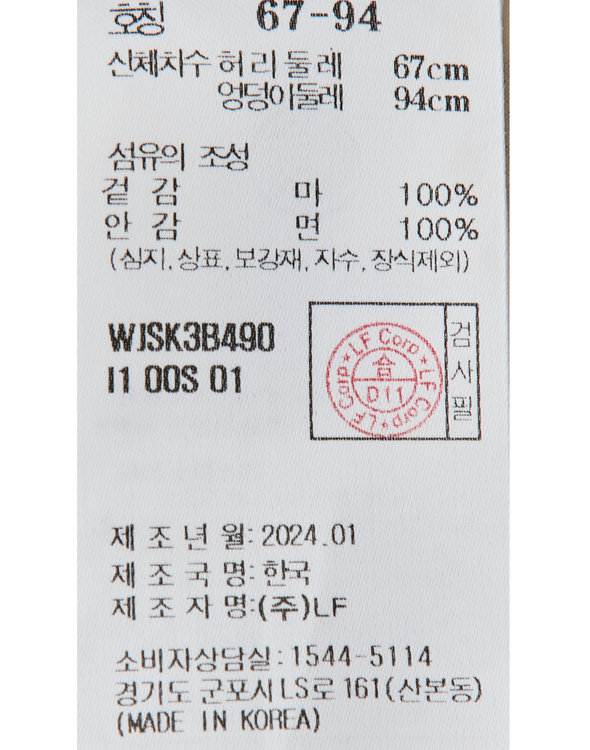 호칭 67-94
신체치수 허리둘레 67cm
엉덩이둘레 94cm
섬유의 조성
겉감 마 100%
안감 면 100%
(심지, 상표, 보강재, 자수, 장식제외)
WJSK3B490
I1 00S 01
LF Corp ★ LF Corp ★ LF Corp ★
合
D11
검사필
제조년월: 2024.01
제조국명: 한국
제조자명: (주)LF
소비자상담실: 1544-5114
경기도 군포시 LS로 161(산본동)
(MADE IN KOREA)